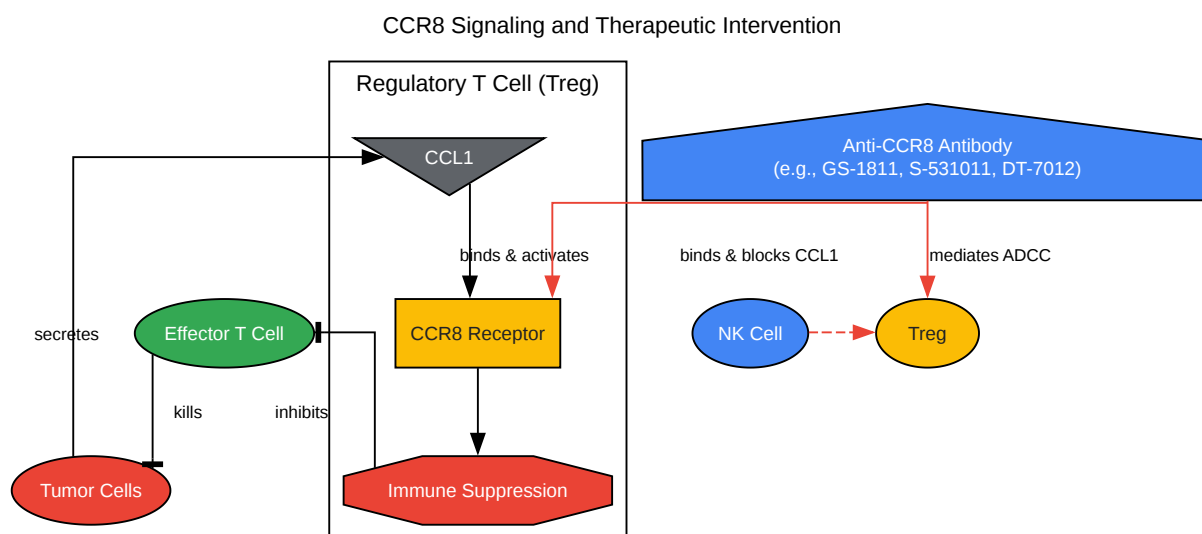 CCR8 Signaling and Therapeutic Intervention
Regulatory T Cell (Treg)
CCL1
Anti-CCR8 Antibody
(e.g., GS-1811, S-531011, DT-7012)
binds & activates
binds & blocks CCL1
mediates ADCC
secretes
Effector T Cell
CCR8 Receptor
NK Cell
Treg
kills
inhibits
Tumor Cells
Immune Suppression